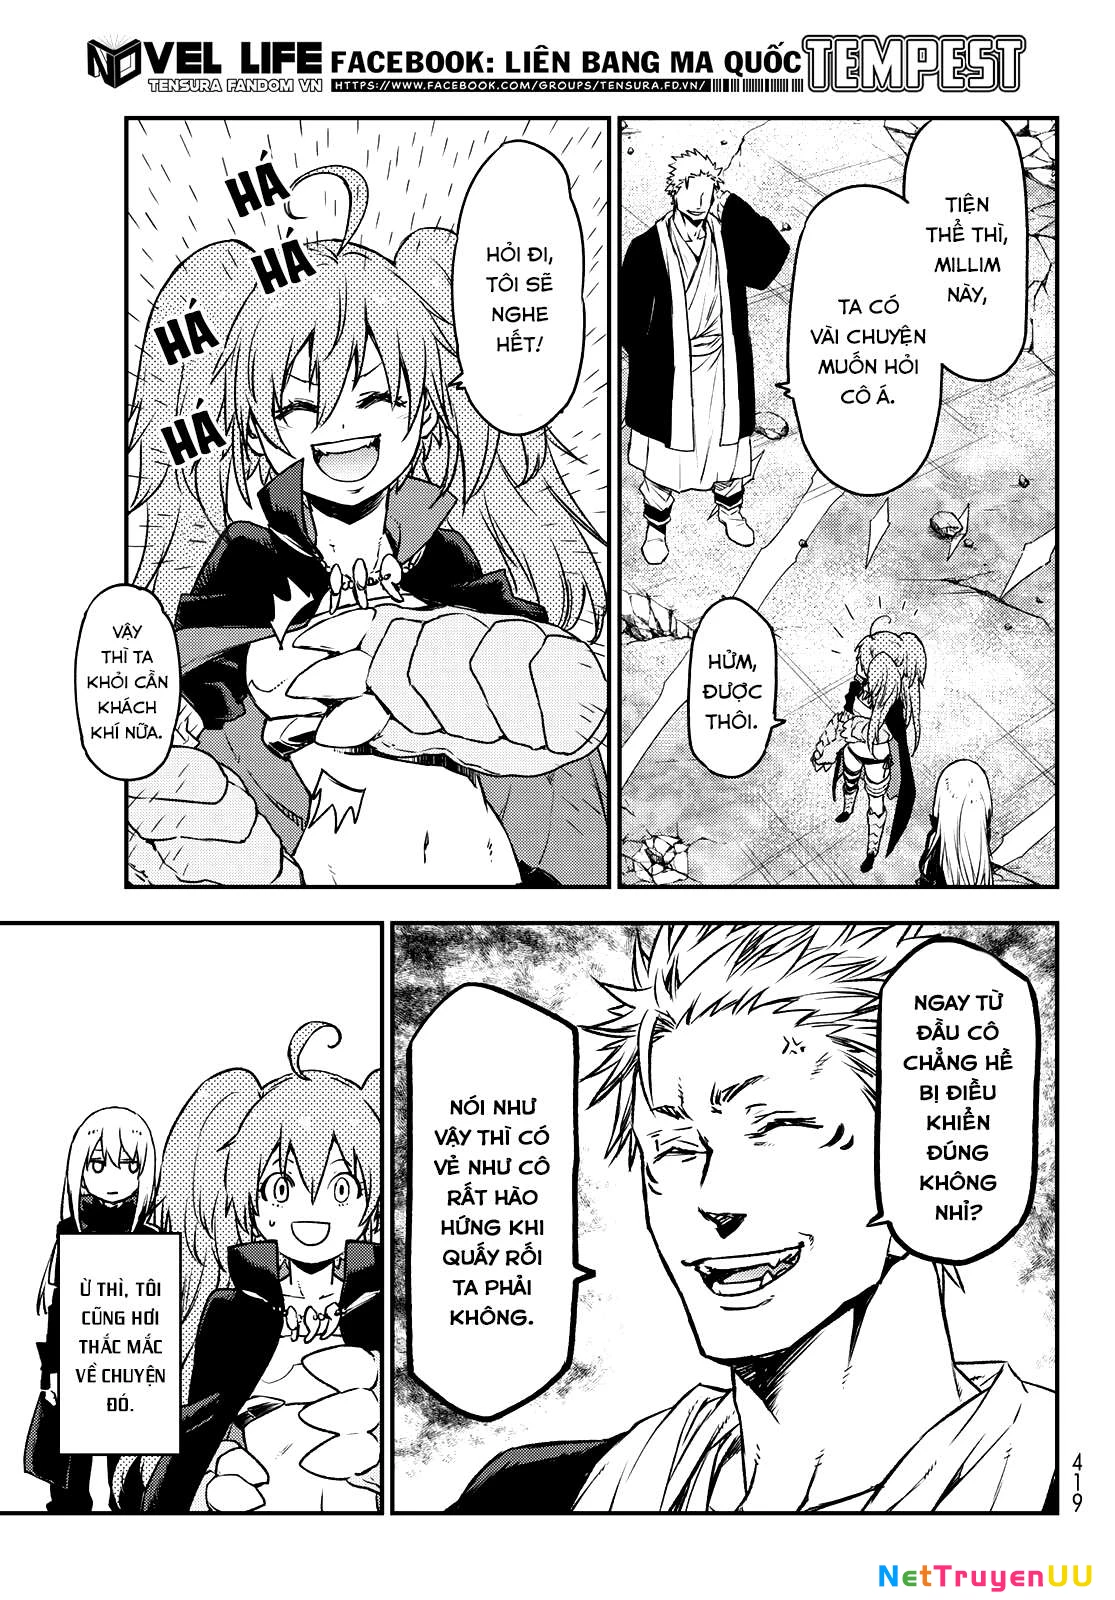 NOVEL LIFE
TENSURA FANDOM VN
FACEBOOK: LIÊN BANG MA QUỐC
HTTPS://WWW.FACEBOOK.COM/GROUPS/TENSURA.FD.VN/
TEMPEST
TIỆN
THỂ THÌ,
MILLIM
NÀY,
TA CÓ
VÀI CHUYỆN
MUỐN HỎI
CÔ Á.
HỬM,
ĐƯỢC
THÔI.
HỎI ĐI,
TÔI SẼ
NGHE
HẾT!
HÁ
HÁ
HÁ
HÁ
VẬY
THÌ TA
KHỎI CẦN
KHÁCH
KHÍ NỮA.
NGAY TỪ
ĐẦU CÔ
CHẲNG HỀ
BỊ ĐIỀU
KHIỂN
ĐÚNG
KHÔNG
NHỈ?
NÓI NHƯ
VẬY THÌ CÓ
VẺ NHƯ CÔ
RẤT HÀO
HỨNG KHI
QUẤY RỐI
TA PHẢI
KHÔNG.
Ừ THÌ, TÔI
CŨNG HƠI
THẮC MẮC
VỀ CHUYỆN
ĐÓ.
419
NetTruyenUU